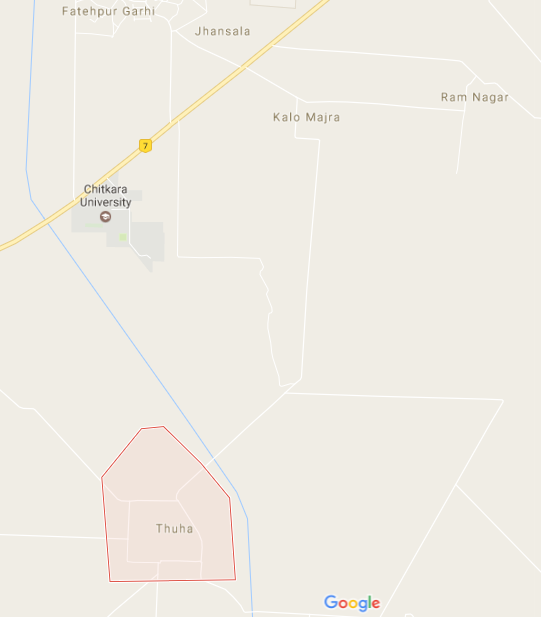 Fatehpur Garhi
Jhansala
Ram Nagar
Kalo Majra
7
Chitkara
University
Thuha
Google